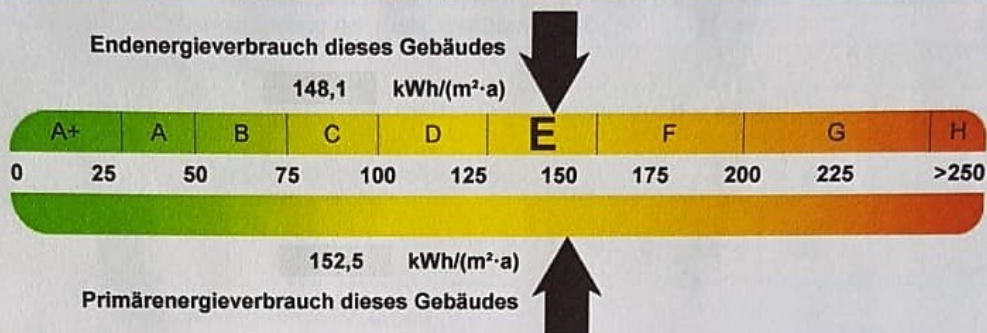 Endenergieverbrauch dieses Gebäudes
148,1 kWh/(m²·a)
A+ A B C D E F G H
0 25 50 75 100 125 150 175 200 225 >250
152,5 kWh/(m²·a)
Primärenergieverbrauch dieses Gebäudes